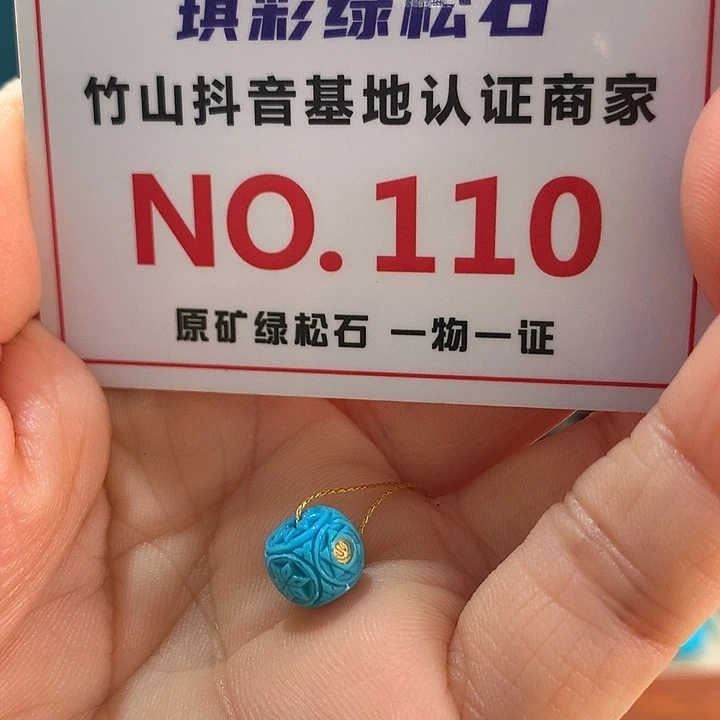 琪彩绿松石
竹山抖音基地认证商家
NO.110
原矿绿松石 一物一证